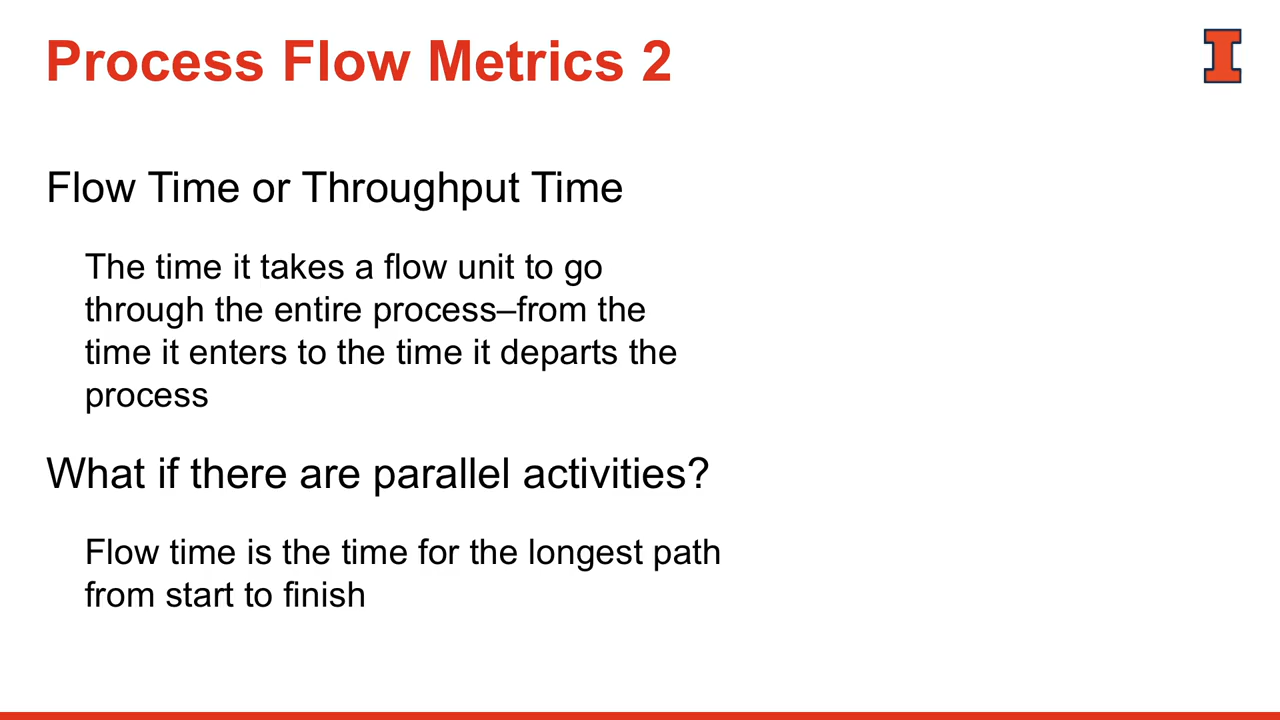 Process Flow Metrics 2
Flow Time or Throughput Time
The time it takes a flow unit to go
through the entire process–from the
time it enters to the time it departs the
process
What if there are parallel activities?
Flow time is the time for the longest path
from start to finish